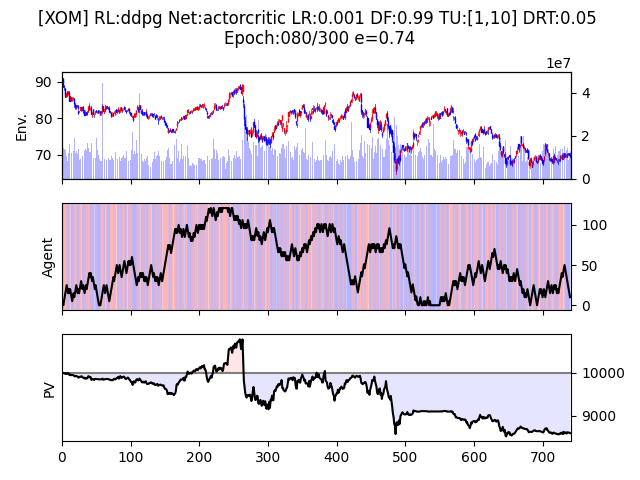 [XOM] RL:ddpg Net:actorcritic LR:0.001 DF:0.99 TU:[1,10] DRT:0.05
Epoch:080/300 e=0.74
1e7
90
80
70
Env.
4
2
0
Agent
100
50
0
PV
10000
9000
0 100 200 300 400 500 600 700